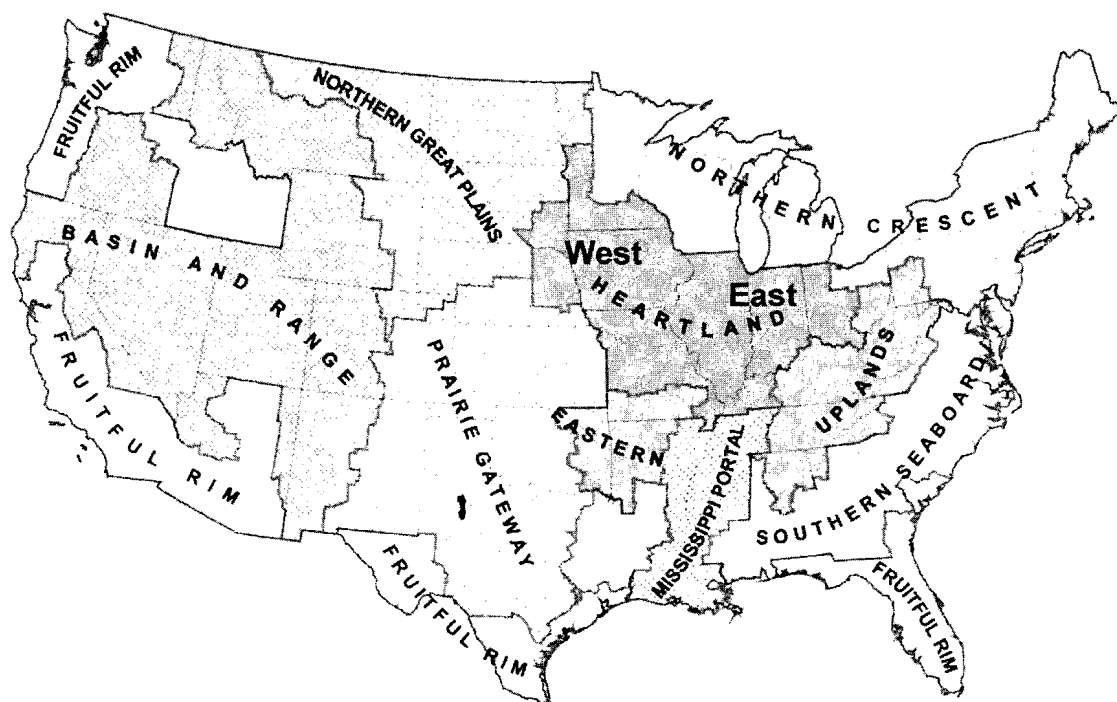 FRUITFUL RIM
NORTHERN GREAT PLAINS
NORTHERN CRESCENT
BASIN AND RANGE
West
HEARTLAND
East
FRUITFUL RIM
PRAIRIE GATEWAY
EASTERN
UPLANDS
MISSISSIPPI PORTAL
SOUTHERN SEABOARD
FRUITFUL RIM
FRUITFUL RIM